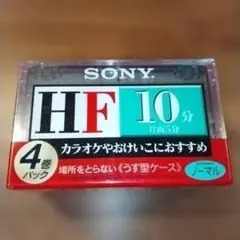 SONY
HF
10分
片面5分
4巻
パック
カラオケやおけいこにおすすめ
場所をとらない《うす型ケース》
ノーマル